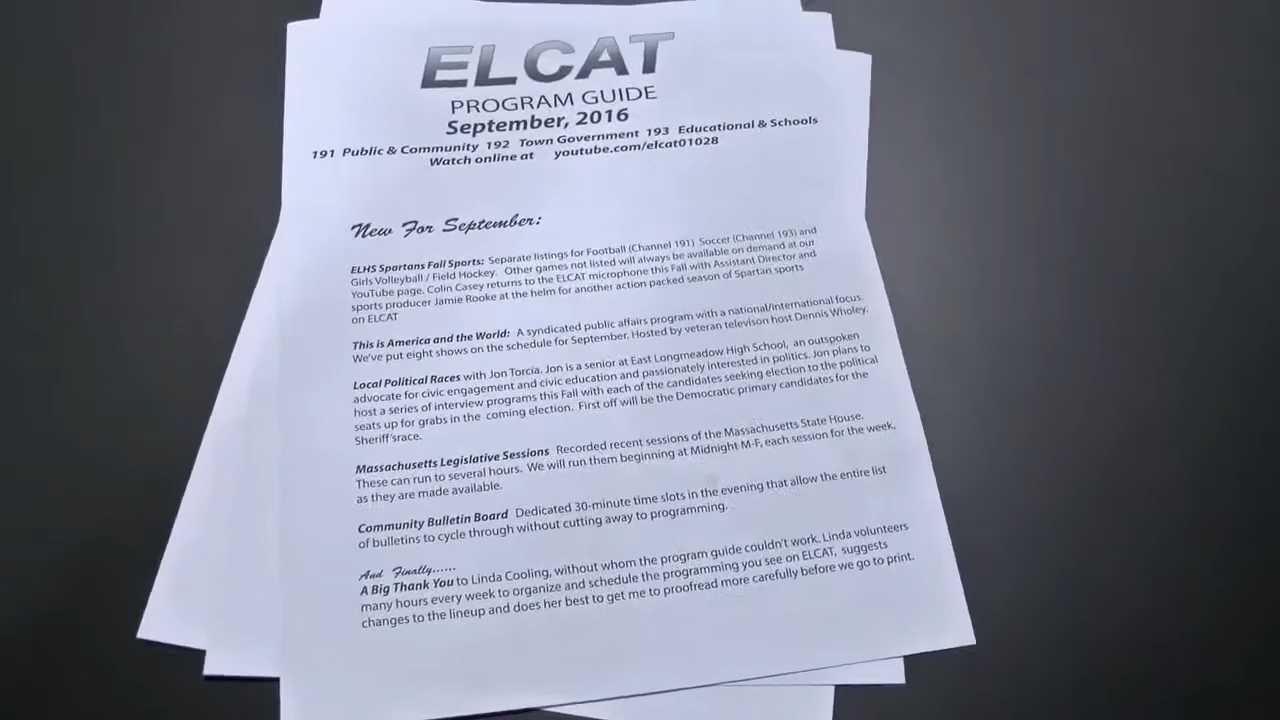 ELCAT
PROGRAM GUIDE
September, 2016
191 Public & Community 192 Town Government 193 Educational & Schools
Watch online at youtube.com/elcat01028
New For September:
ELHS Spartans Fall Sports: Separate listings for Football (Channel 191) Soccer (Channel 193) and
Girls Volleyball / Field Hockey. Other games not listed will always be available on demand at our
YouTube page. Colin Casey returns to the ELCAT microphone this Fall with Assistant Director and
sports producer Jamie Rooke at the helm for another action packed season of Spartan sports
on ELCAT
This is America and the World: A syndicated public affairs program with a national/international focus.
We've put eight shows on the schedule for September. Hosted by veteran televison host Dennis Wholey.
Local Political Races with Jon Torcia. Jon is a senior at East Longmeadow High School, an outspoken
advocate for civic engagement and civic education and passionately interested in politics. Jon plans to
host a series of interview programs this Fall with each of the candidates seeking election to the political
seats up for grabs in the coming election. First off will be the Democratic primary candidates for the
Sheriff'srace.
Massachusetts Legislative Sessions Recorded recent sessions of the Massachusetts State House.
These can run to several hours. We will run them beginning at Midnight M-F, each session for the week,
as they are made available.
Community Bulletin Board Dedicated 30-minute time slots in the evening that allow the entire list
of bulletins to cycle through without cutting away to programming.
And Finally......
A Big Thank You to Linda Cooling, without whom the program guide couldn't work. Linda volunteers
many hours every week to organize and schedule the programming you see on ELCAT, suggests
changes to the lineup and does her best to get me to proofread more carefully before we go to print.